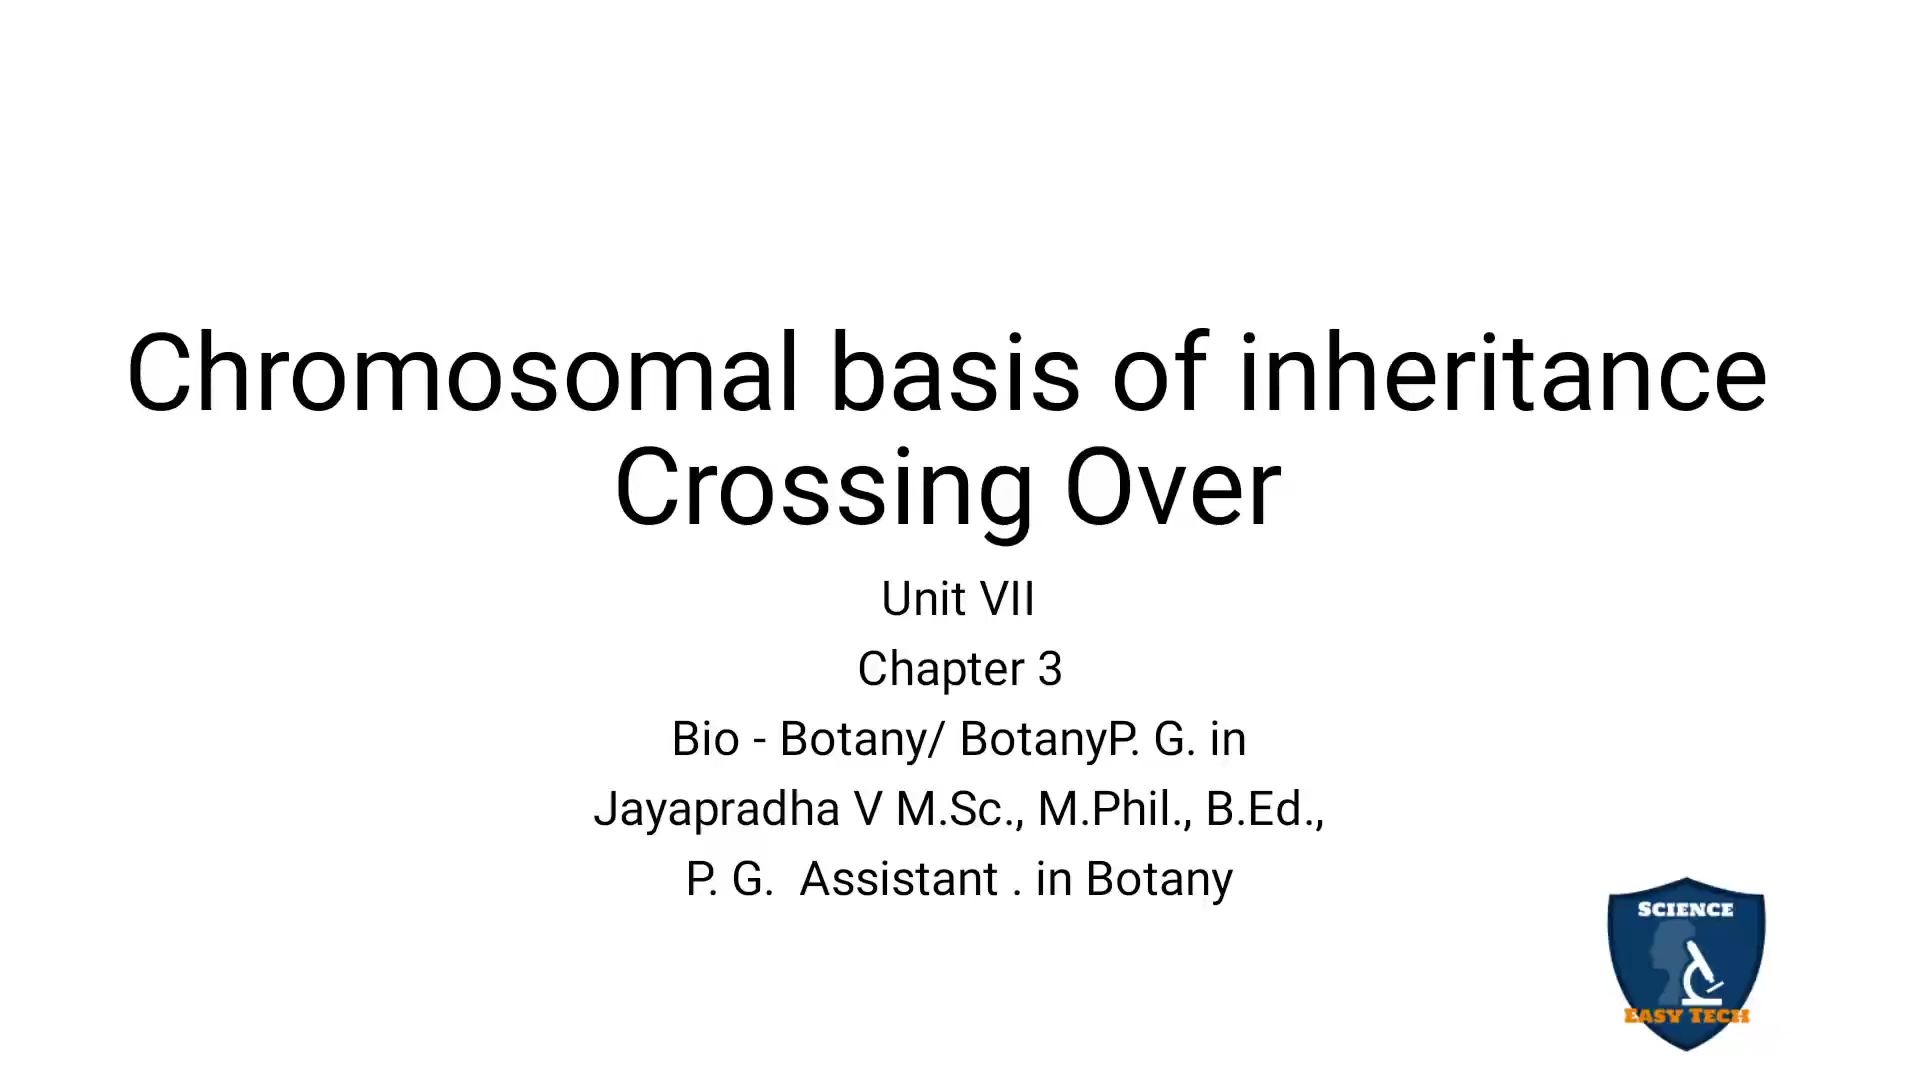 Chromosomal basis of inheritance
Crossing Over
Unit VII
Chapter 3
Bio - Botany/ BotanyP. G. in
Jayapradha V M.Sc., M.Phil., B.Ed.,
P. G.  Assistant . in Botany
SCIENCE
EASY TECH